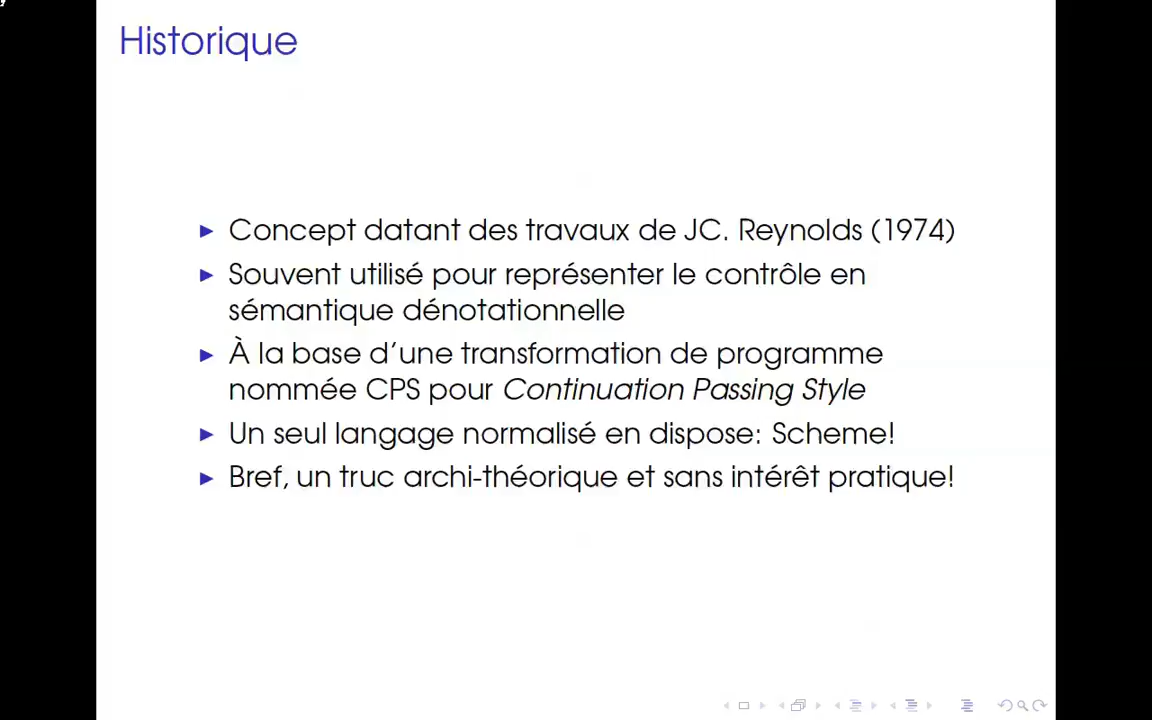 Historique
Concept datant des travaux de JC. Reynolds (1974)
Souvent utilisé pour représenter le contrôle en
sémantique dénotationnelle
À la base d'une transformation de programme
nommée CPS pour Continuation Passing Style
Un seul langage normalisé en dispose: Scheme!
Bref, un truc archi-théorique et sans intérêt pratique!